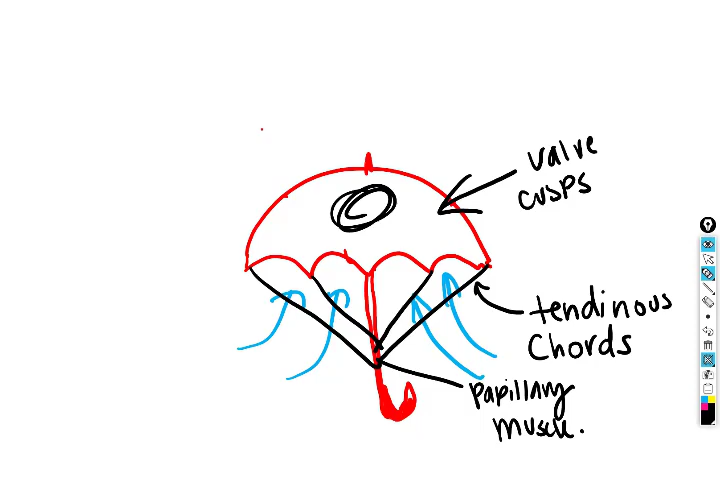 valve
cusps
tendinous
Chords
papillary
muscle.